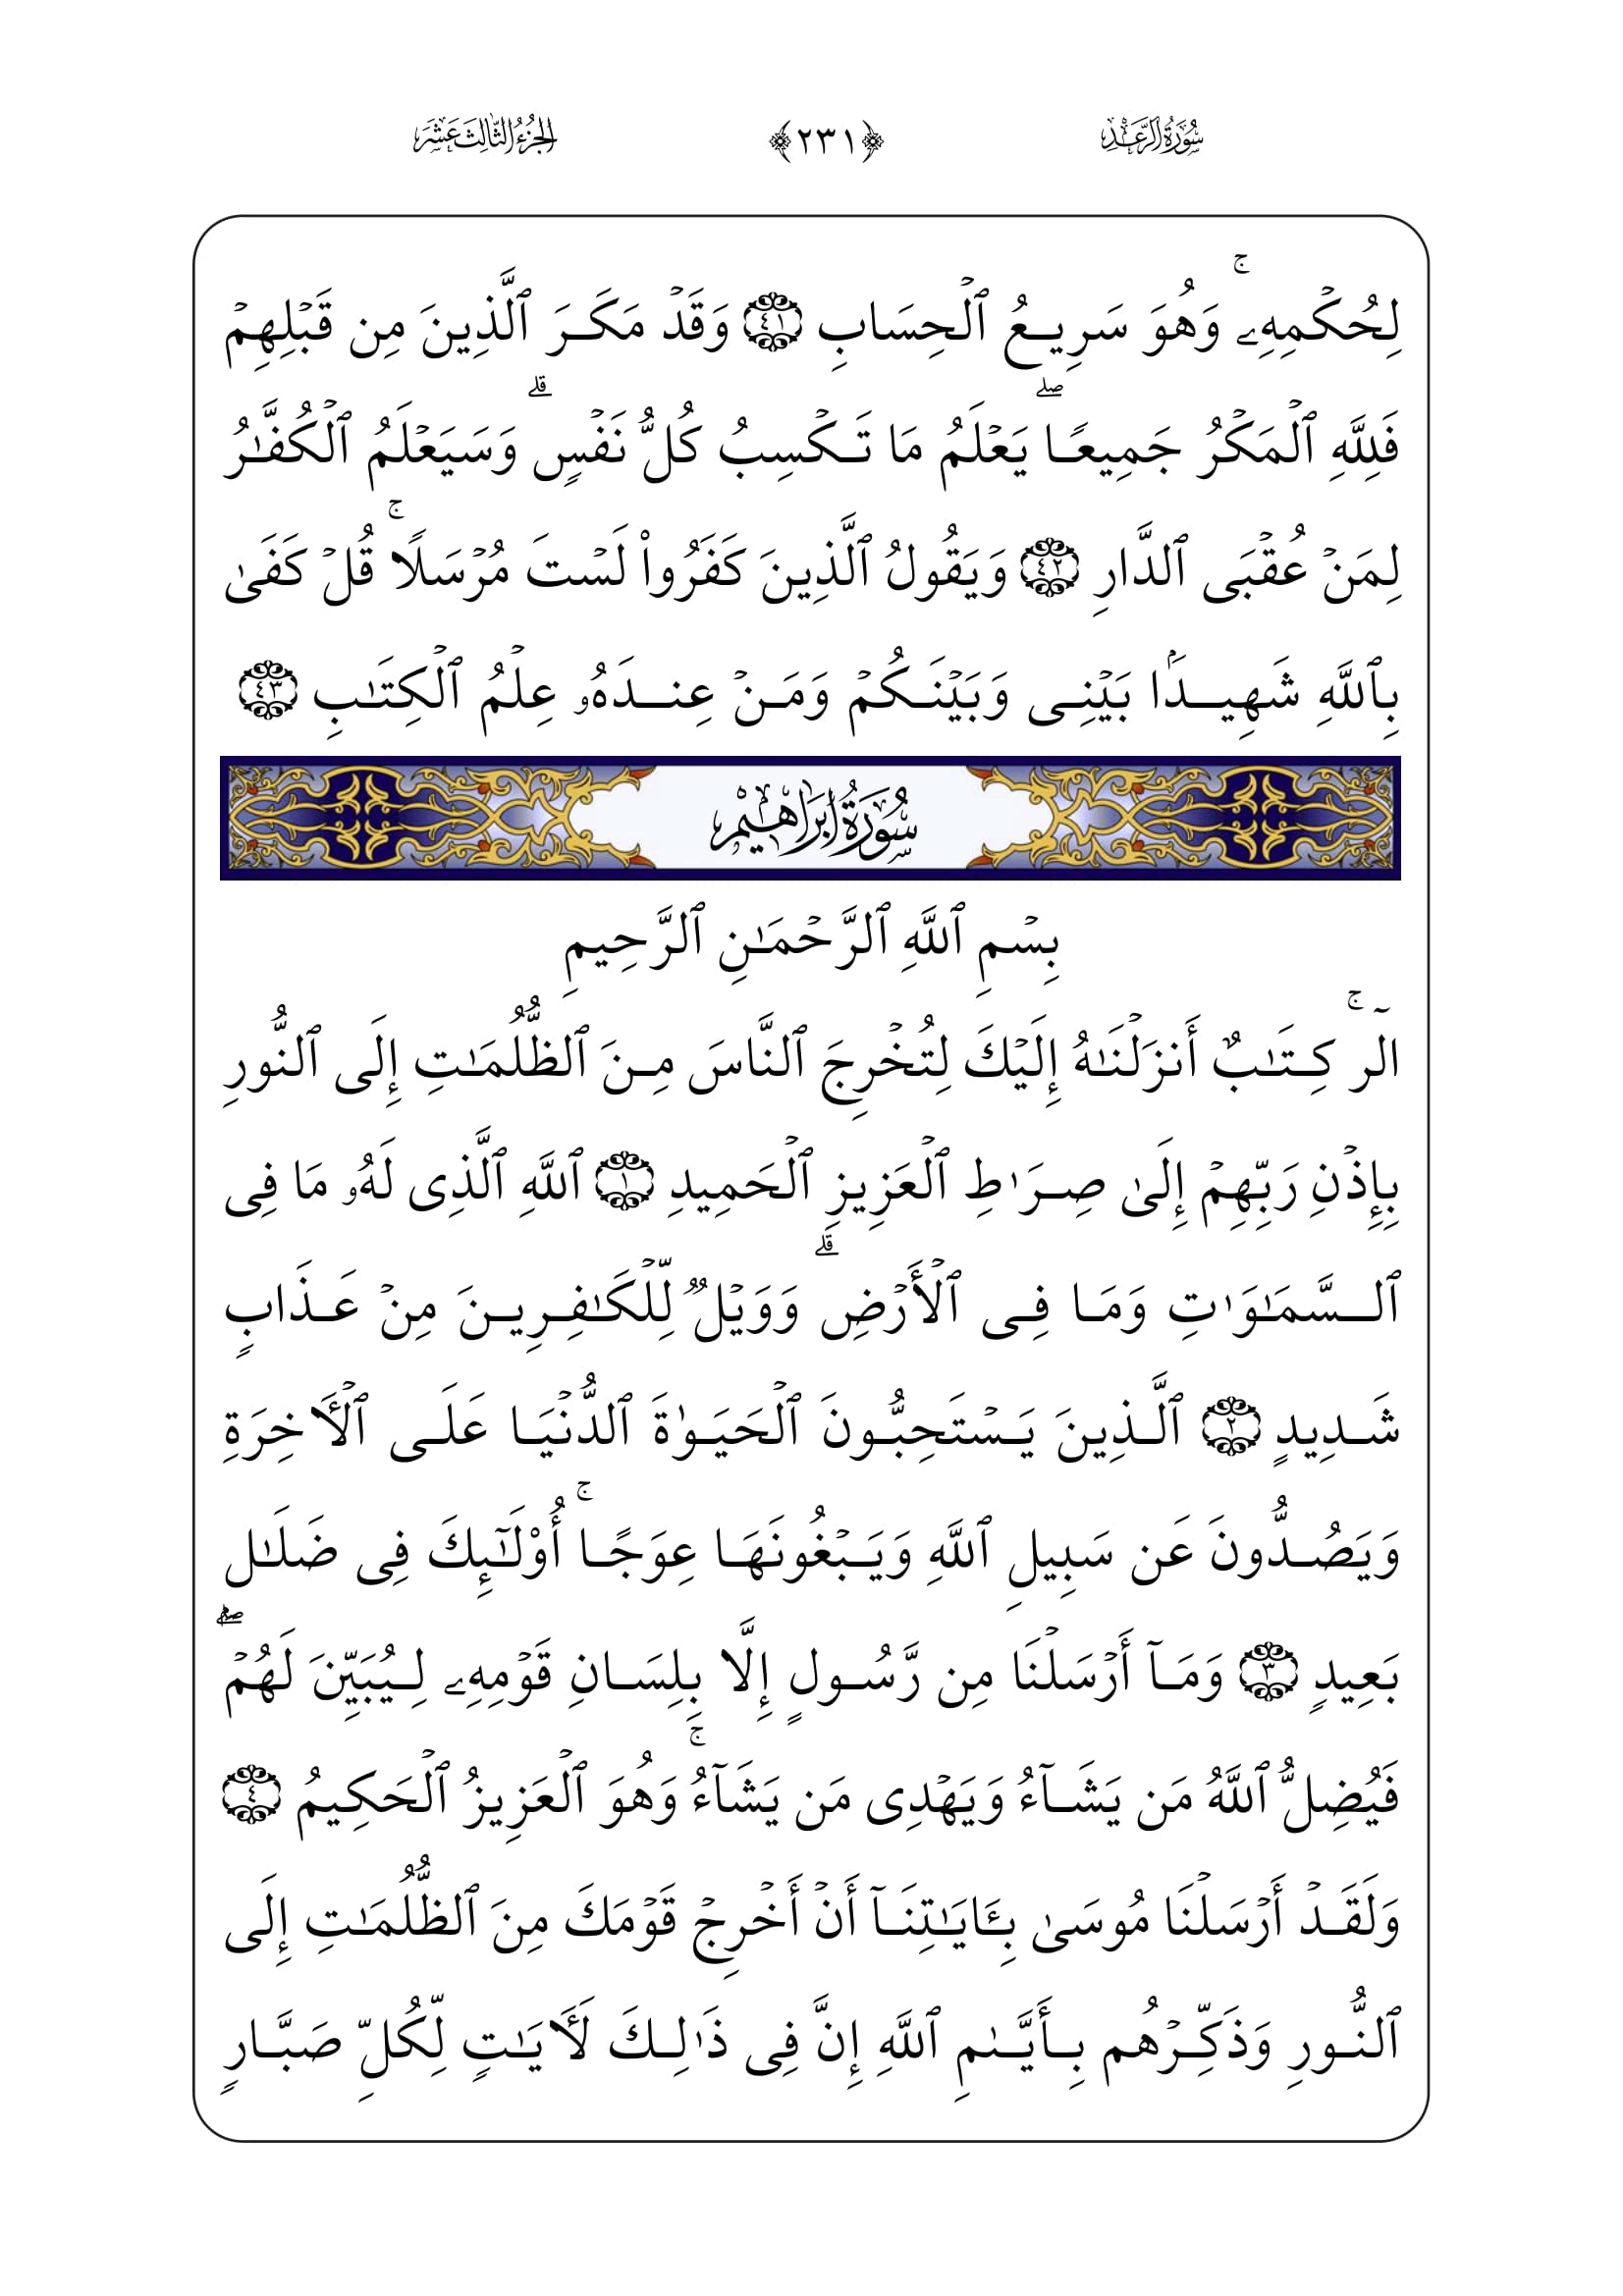 سُورَةُ الرَّعْدِ ﴿٢٣١﴾ الجُزْءُ الثَّالِثَ عَشَرَ
لِحُكۡمِهِۦۚ وَهُوَ سَرِيعُ ٱلۡحِسَابِ ٤١ وَقَدۡ مَكَرَ ٱلَّذِينَ مِن قَبۡلِهِمۡ
فَلِلَّهِ ٱلۡمَكۡرُ جَمِيعًاۖ يَعۡلَمُ مَا تَكۡسِبُ كُلُّ نَفۡسٍۗ وَسَيَعۡلَمُ ٱلۡكُفَّٰرُ
لِمَنۡ عُقۡبَى ٱلدَّارِ ٤٢ وَيَقُولُ ٱلَّذِينَ كَفَرُواْ لَسۡتَ مُرۡسَلًاۚ قُلۡ كَفَىٰ
بِٱللَّهِ شَهِيدَۢا بَيۡنِى وَبَيۡنَكُمۡ وَمَنۡ عِندَهُۥ عِلۡمُ ٱلۡكِتَٰبِ ٤٣
سُورَةُ إِبْرَاهِيمَ
بِسۡمِ ٱللَّهِ ٱلرَّحۡمَٰنِ ٱلرَّحِيمِ
الٓرۚ كِتَٰبٌ أَنزَلۡنَٰهُ إِلَيۡكَ لِتُخۡرِجَ ٱلنَّاسَ مِنَ ٱلظُّلُمَٰتِ إِلَى ٱلنُّورِ
بِإِذۡنِ رَبِّهِمۡ إِلَىٰ صِرَٰطِ ٱلۡعَزِيزِ ٱلۡحَمِيدِ ١ ٱللَّهِ ٱلَّذِى لَهُۥ مَا فِى
ٱلسَّمَٰوَٰتِ وَمَا فِى ٱلۡأَرۡضِۗ وَوَيۡلٌ لِّلۡكَٰفِرِينَ مِنۡ عَذَابٍ
شَدِيدٍ ٢ ٱلَّذِينَ يَسۡتَحِبُّونَ ٱلۡحَيَوٰةَ ٱلدُّنۡيَا عَلَى ٱلۡأٓخِرَةِ
وَيَصُدُّونَ عَن سَبِيلِ ٱللَّهِ وَيَبۡغُونَهَا عِوَجًاۚ أُوْلَٰٓئِكَ فِى ضَلَٰلٍ
بَعِيدٍ ٣ وَمَآ أَرۡسَلۡنَا مِن رَّسُولٍ إِلَّا بِلِسَانِ قَوۡمِهِۦ لِيُبَيِّنَ لَهُمۡۖ
فَيُضِلُّ ٱللَّهُ مَن يَشَآءُ وَيَهۡدِى مَن يَشَآءُۚ وَهُوَ ٱلۡعَزِيزُ ٱلۡحَكِيمُ ٤
وَلَقَدۡ أَرۡسَلۡنَا مُوسَىٰ بِـَٔايَٰتِنَآ أَنۡ أَخۡرِجۡ قَوۡمَكَ مِنَ ٱلظُّلُمَٰتِ إِلَى
ٱلنُّورِ وَذَكِّرۡهُم بِأَيَّىٰمِ ٱللَّهِ إِنَّ فِى ذَٰلِكَ لَأٓيَٰتٍ لِّكُلِّ صَبَّارٍ